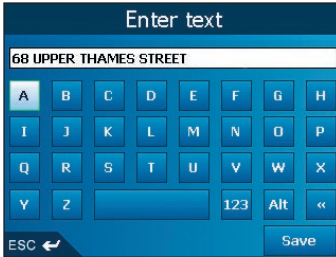 Enter text
68 UPPER THAMES STREET
A B C D E F G H
I J K L M N O P
Q R S T U V W X
Y Z 123 Alt «
ESC Save